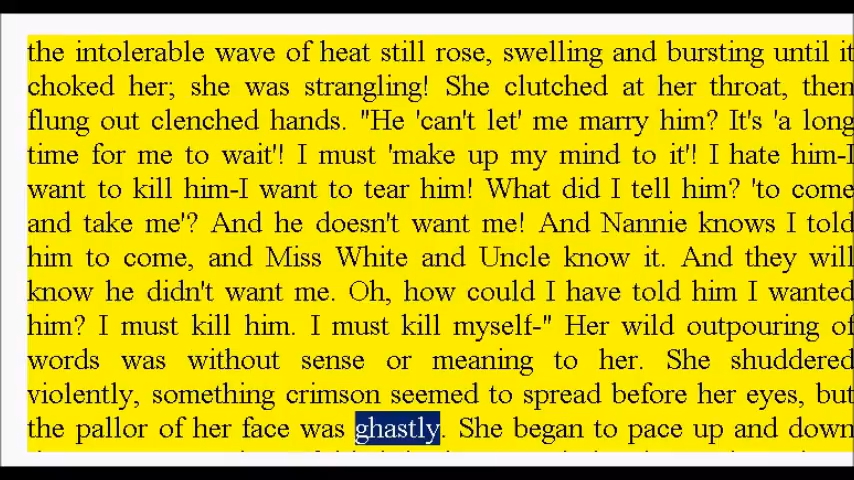 the intolerable wave of heat still rose, swelling and bursting until it
choked her; she was strangling! She clutched at her throat, then
flung out clenched hands. "He 'can't let' me marry him? It's 'a long
time for me to wait'! I must 'make up my mind to it'! I hate him-I
want to kill him-I want to tear him! What did I tell him? 'to come
and take me'? And he doesn't want me! And Nannie knows I told
him to come, and Miss White and Uncle know it. And they will
know he didn't want me. Oh, how could I have told him I wanted
him? I must kill him. I must kill myself-" Her wild outpouring of
words was without sense or meaning to her. She shuddered
violently, something crimson seemed to spread before her eyes, but
the pallor of her face was ghastly. She began to pace up and down